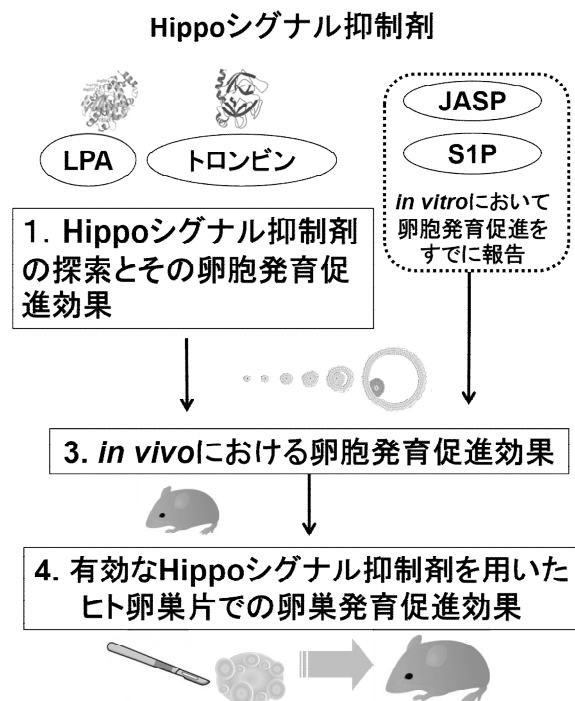 Hippoシグナル抑制剤
LPA
トロンビン
JASP
S1P
in vitroにおいて
卵胞発育促進を
すでに報告
1. Hippoシグナル抑制剤
の探索とその卵胞発育促
進効果
3. in vivoにおける卵胞発育促進効果
4. 有効なHippoシグナル抑制剤を用いた
ヒト卵巣片での卵巣発育促進効果